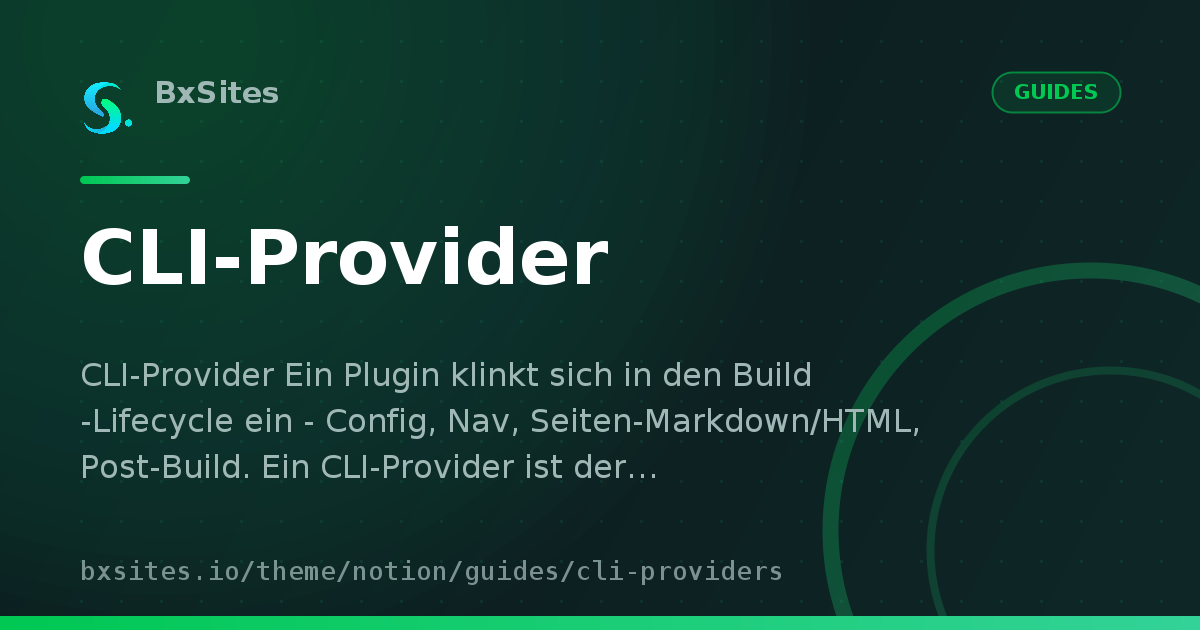 BxSites
GUIDES
CLI-Provider
CLI-Provider Ein Plugin klinkt sich in den Build
-Lifecycle ein - Config, Nav, Seiten-Markdown/HTML,
Post-Build. Ein CLI-Provider ist der…
bxsites.io/theme/notion/guides/cli-providers